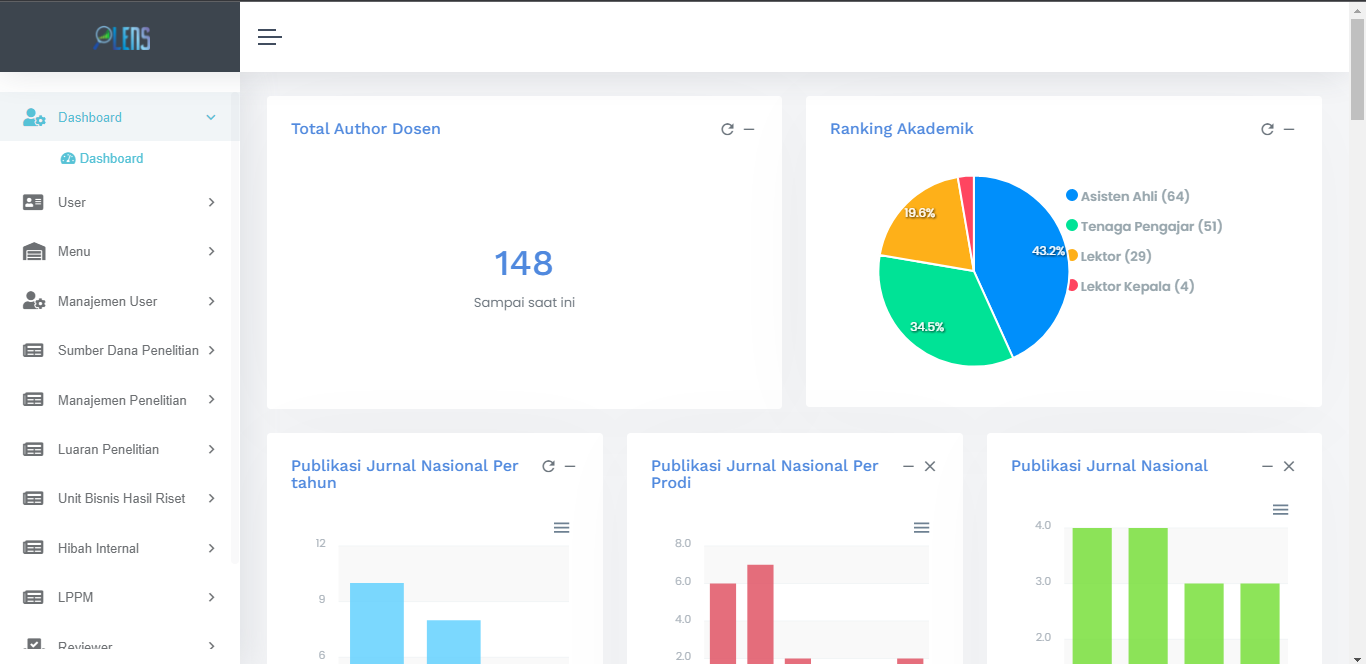 LENS
Dashboard
Dashboard
User
Menu
Manajemen User
Sumber Dana Penelitian
Manajemen Penelitian
Luaran Penelitian
Unit Bisnis Hasil Riset
Hibah Internal
LPPM
Reviewer
Total Author Dosen
148
Sampai saat ini
Ranking Akademik
19.6%
43.2%
34.5%
Asisten Ahli (64)
Tenaga Pengajar (51)
Lektor (29)
Lektor Kepala (4)
Publikasi Jurnal Nasional Per
tahun
12
9
6
Publikasi Jurnal Nasional Per
Prodi
8.0
6.0
4.0
2.0
Publikasi Jurnal Nasional
4.0
3.0
2.0